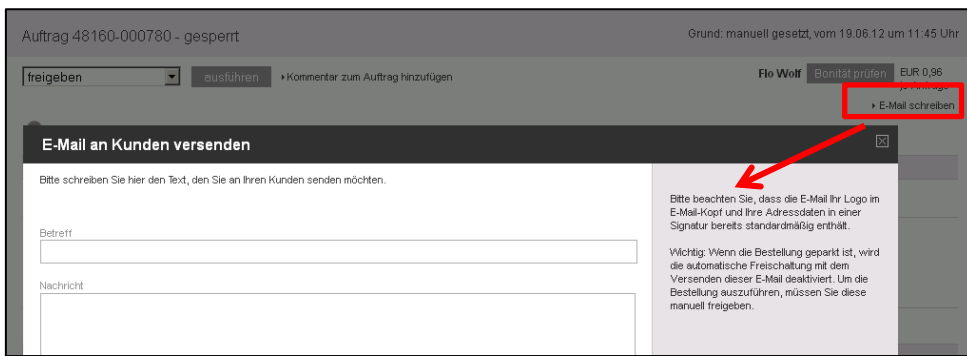 Auftrag 48160-000780 - gesperrt
Grund: manuell gesetzt, vom 19.06.12 um 11:45 Uhr
freigeben
ausführen
Kommentar zum Auftrag hinzufügen
Flo Wolf
Bonität prüfen
EUR 0,96
E-Mail schreiben
E-Mail an Kunden versenden
Bitte schreiben Sie hier den Text, den Sie an Ihren Kunden senden möchten.
Betreff
Nachricht
Bitte beachten Sie, dass die E-Mail Ihr Logo im
E-Mail-Kopf und Ihre Adressdaten in einer
Signatur bereits standardmäßig enthält.
Wichtig: Wenn die Bestellung geparkt ist, wird
die automatische Freischaltung mit dem
Versenden dieser E-Mail deaktiviert. Um die
Bestellung auszuführen, müssen Sie diese
manuell freigeben.